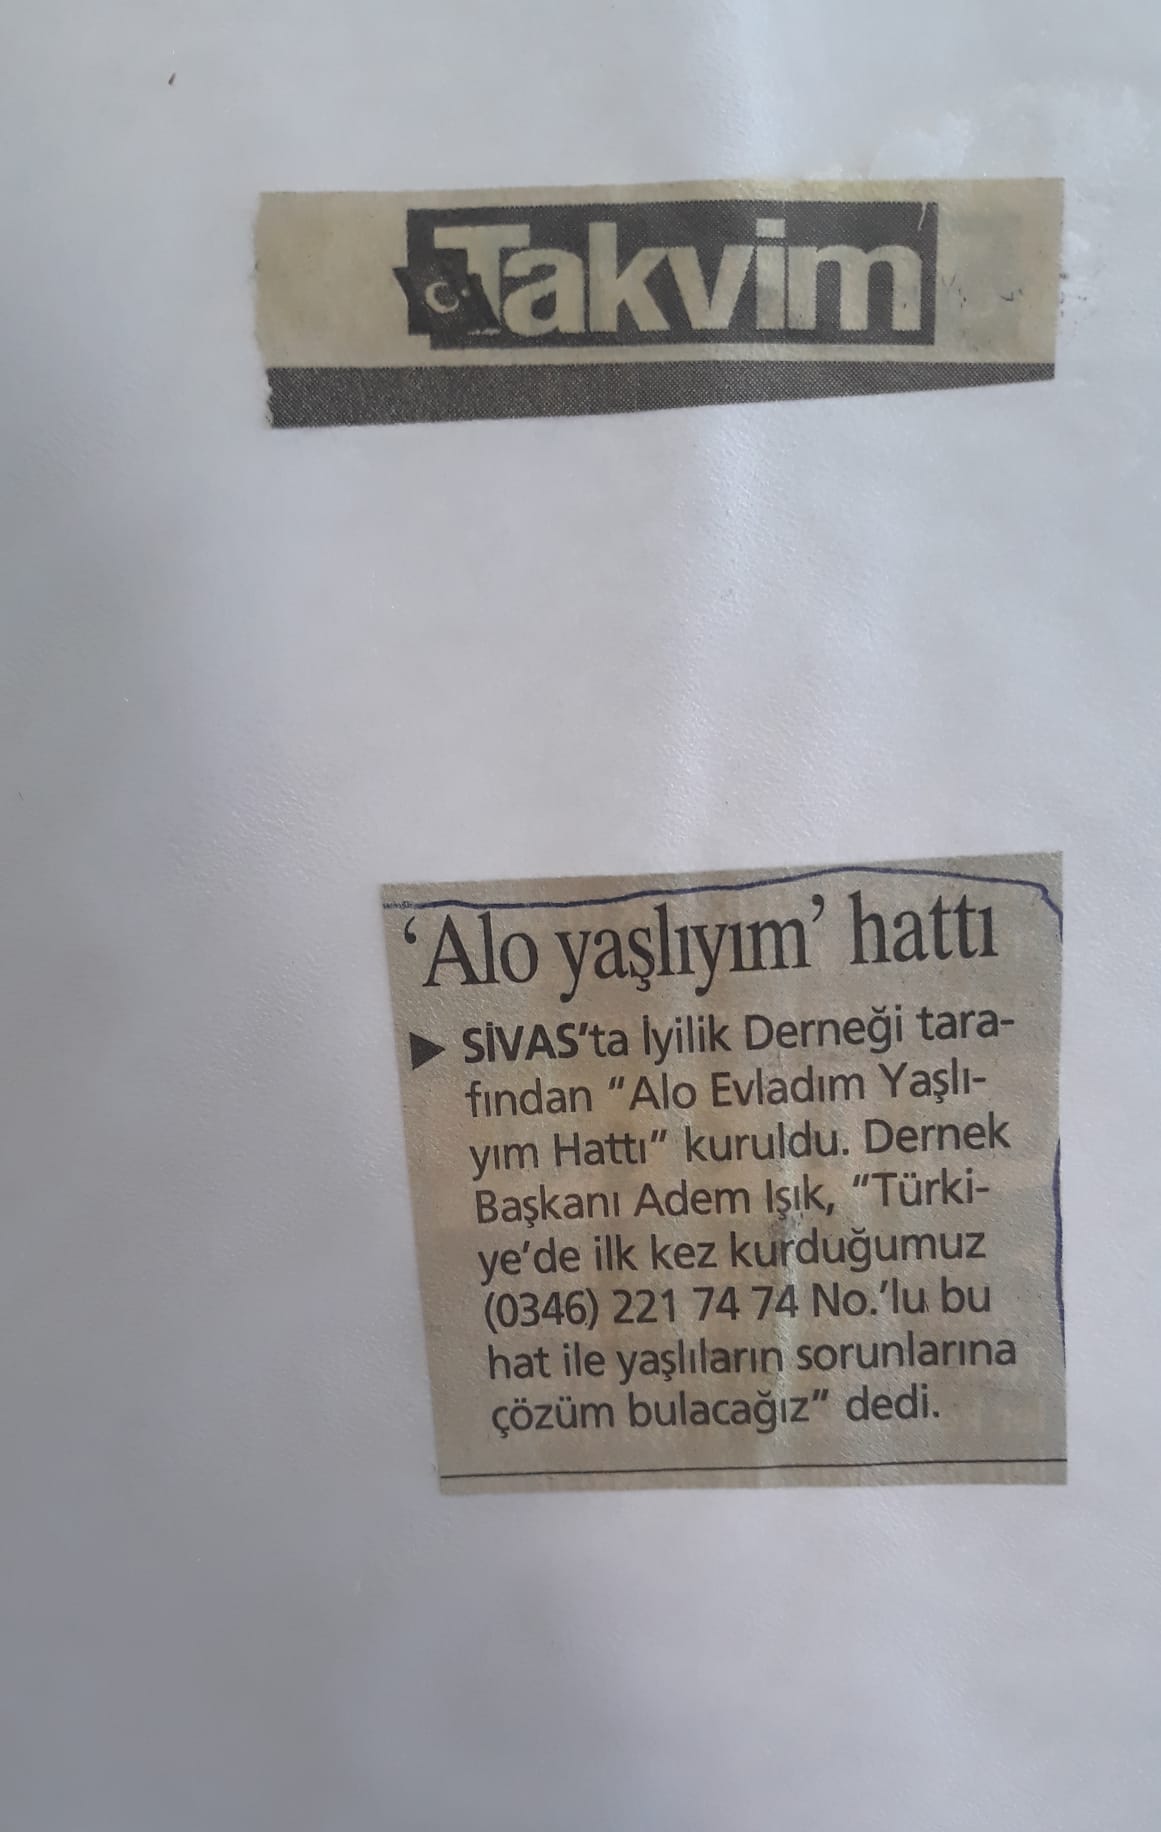 Takvim
'Alo yaşlıyım' hattı
SİVAS'ta İyilik Derneği tara-
fından "Alo Evladım Yaşlı-
yım Hattı" kuruldu. Dernek
Başkanı Adem Işık, "Türki-
ye'de ilk kez kurduğumuz
(0346) 221 74 74 No.'lu bu
hat ile yaşlıların sorunlarına
çözüm bulacağız" dedi.